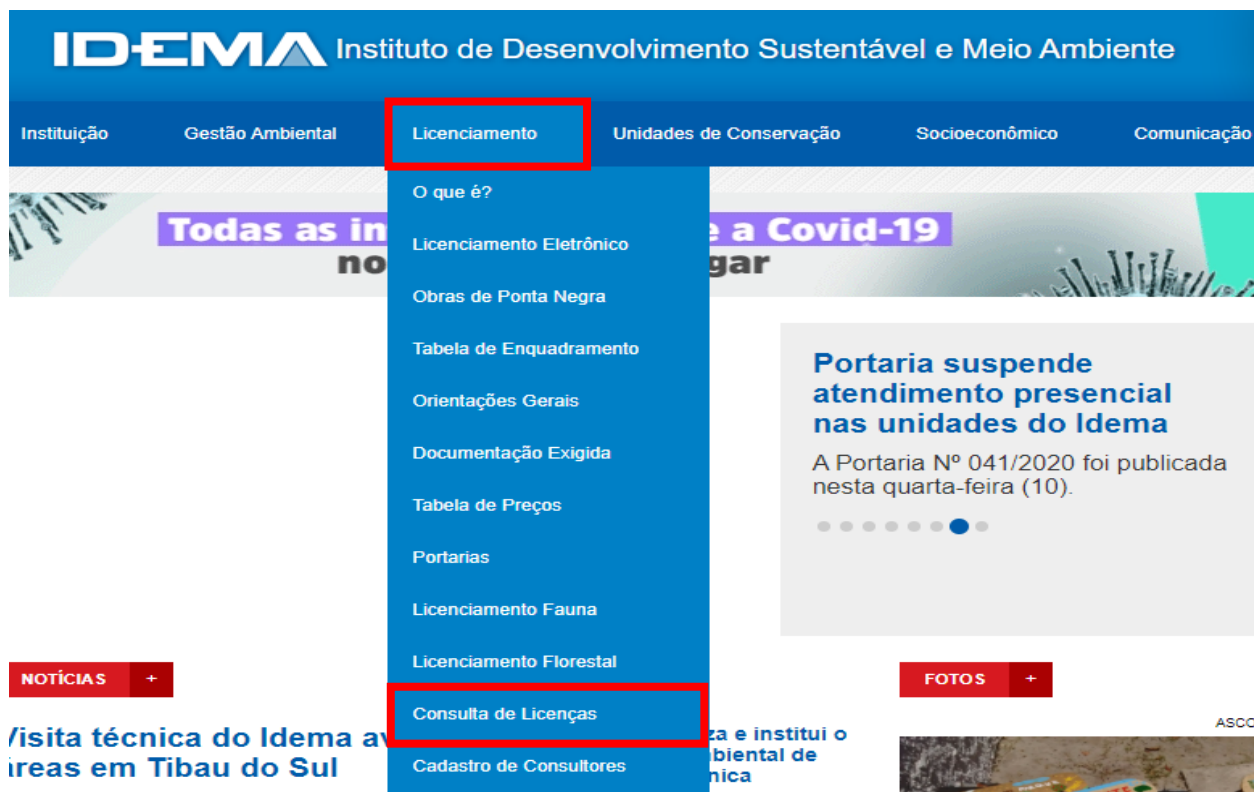 IDEMA Instituto de Desenvolvimento Sustentável e Meio Ambiente
Instituição Gestão Ambiental Licenciamento Unidades de Conservação Socioeconômico Comunicação
O que é?
Licenciamento Eletrônico
Obras de Ponta Negra
Tabela de Enquadramento
Orientações Gerais
Documentação Exigida
Tabela de Preços
Portarias
Licenciamento Fauna
Licenciamento Florestal
Consulta de Licenças
Cadastro de Consultores
Todas as in
e a Covid-19
no
gar
Portaria suspende
atendimento presencial
nas unidades do Idema
A Portaria Nº 041/2020 foi publicada
nesta quarta-feira (10).
NOTÍCIAS +
Visita técnica do Idema av
áreas em Tibau do Sul
za e institui o
biental de
nica
FOTOS +
ASCO